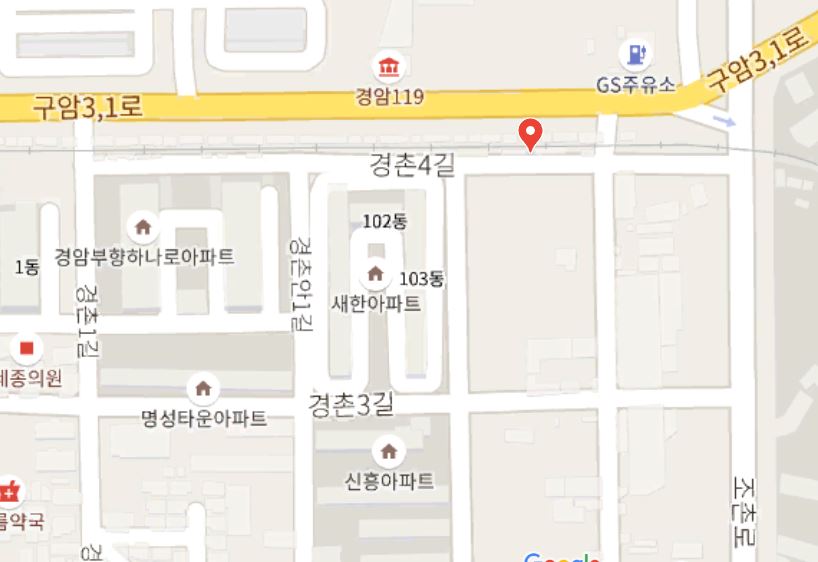 구암3,1로
GS주유소
경암119
구암3,1로
경촌4길
102동
경암부향하나로아파트
1동
103동
경촌안1길
새한아파트
경촌1길
세종의원
명성타운아파트
경촌3길
신흥아파트
조촌로
름약국
경
Google